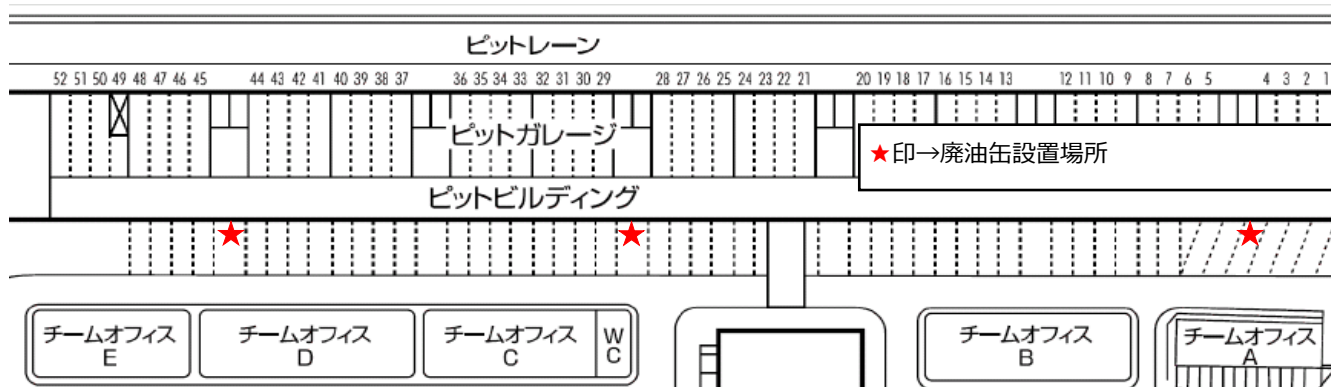 ピットレーン
52 51 50 49 48 47 46 45 44 43 42 41 40 39 38 37 36 35 34 33 32 31 30 29 28 27 26 25 24 23 22 21 20 19 18 17 16 15 14 13 12 11 10 9 8 7 6 5 4 3 2 1
ピットガレージ
★印→廃油缶設置場所
ピットビルディング
チームオフィス
E
チームオフィス
D
チームオフィス
C
WC
チームオフィス
B
チームオフィス
A